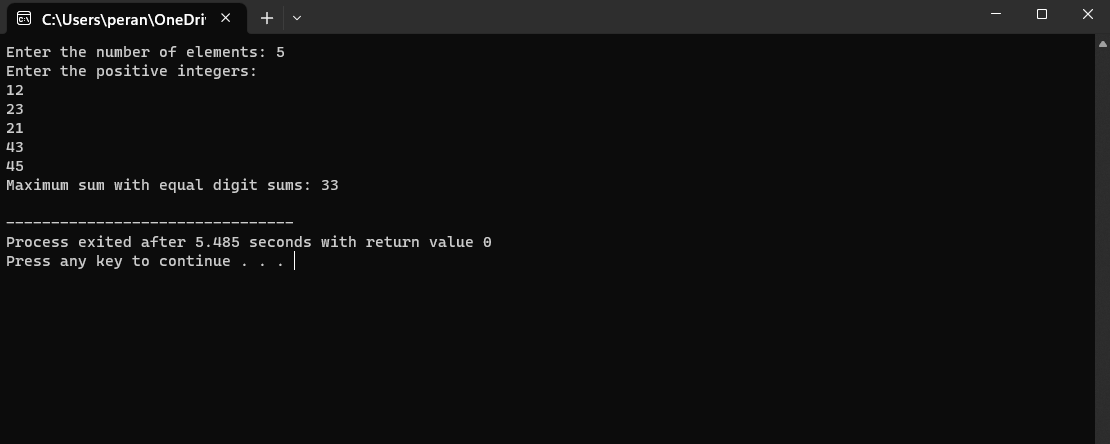 C:\Users\peran\OneDri
Enter the number of elements: 5
Enter the positive integers:
12
23
21
43
45
Maximum sum with equal digit sums: 33
--------------------------------
Process exited after 5.485 seconds with return value 0
Press any key to continue . . .